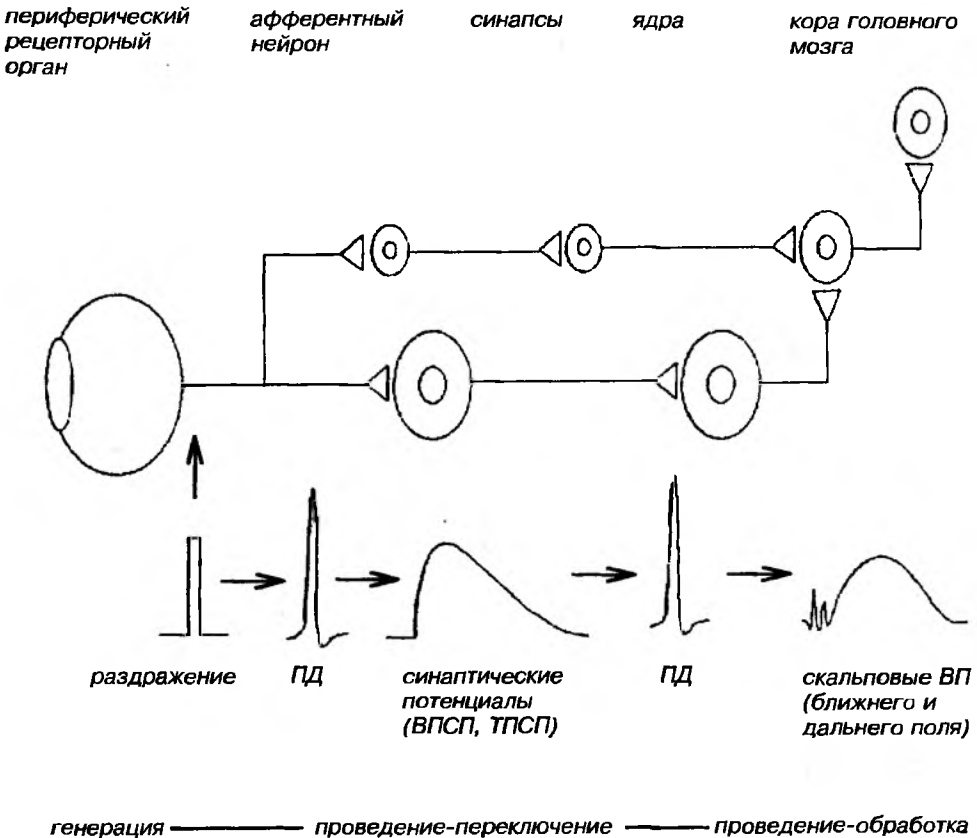 периферический рецепторный орган
афферентный нейрон
синапсы
ядра
кора головного мозга
раздражение
ПД
синаптические потенциалы (ВПСП, ТПСП)
ПД
скальповые ВП (ближнего и дальнего поля)
генерация
проведение-переключение
проведение-обработка